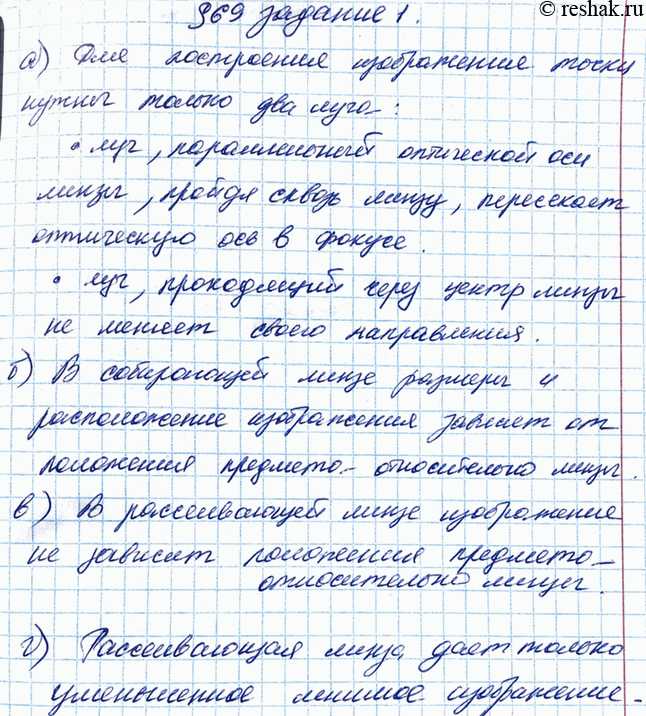 © reshak.ru
§69 задание 1.
а) Для построения изображения точки
нужны только два луча:
• луч, параллельный оптической оси
линзы, пройдя сквозь линзу, пересекает
оптическую ось в фокусе.
• луч, проходящий через центр линзы
не меняет своего направления.
б) В собирающей линзе размеры и
расположение изображения зависит от
положения предмета относительно линзы.
в) В рассеивающей линзе изображение
не зависит положения предмета
относительно линзы.
г) Рассеивающая линза дает только
уменьшенное мнимое изображение.